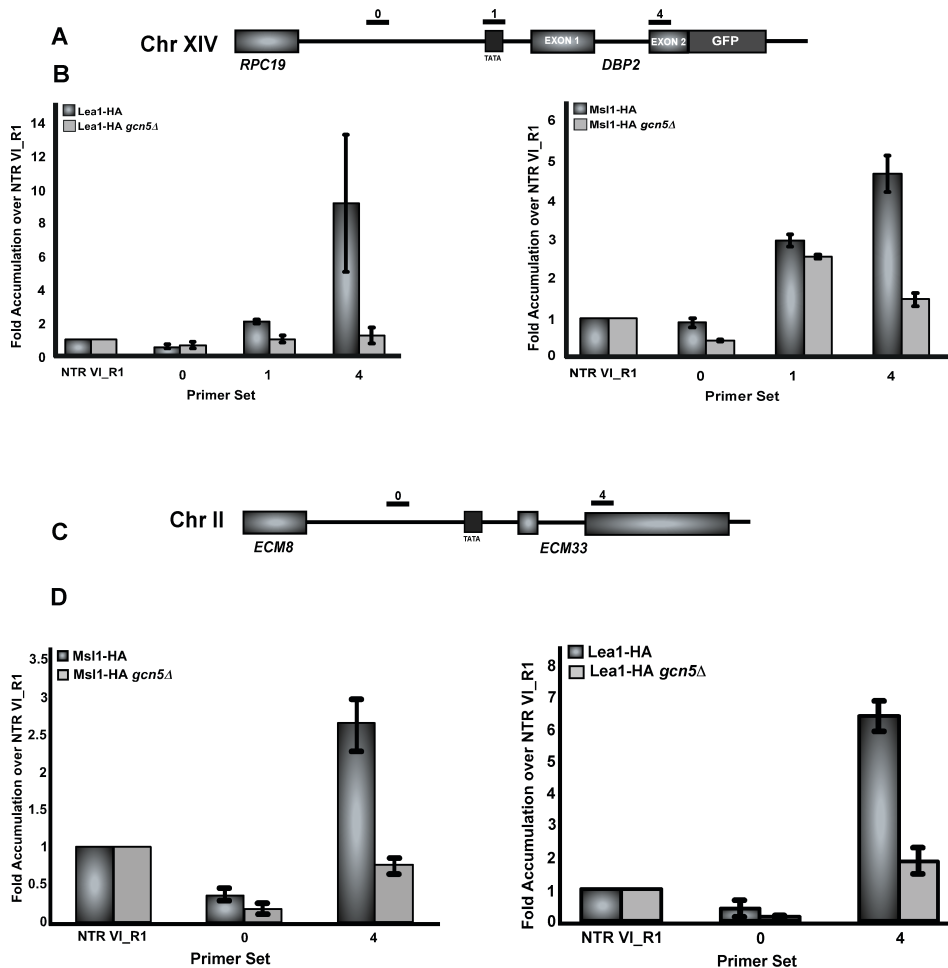 A
Chr XIV
0
1
4
EXON 1
EXON 2
GFP
TATA
RPC19
DBP2
B
Lea1-HA
Lea1-HA gcn5Δ
Fold Accumulation over NTR VI_R1
14
12
10
8
6
4
2
0
NTR VI_R1
0
1
4
Primer Set
Msl1-HA
Msl1-HA gcn5Δ
Fold Accumulation over NTR VI_R1
6
5
4
3
2
1
0
NTR VI_R1
0
1
4
Primer Set
C
Chr II
0
4
TATA
ECM8
ECM33
D
Msl1-HA
Msl1-HA gcn5Δ
Fold Accumulation over NTR VI_R1
3.5
3
2.5
2
1.5
1
0.5
0
NTR VI_R1
0
4
Primer Set
Lea1-HA
Lea1-HA gcn5Δ
Fold Accumulation over NTR VI_R1
8
7
6
5
4
3
2
1
0
NTR VI_R1
0
4
Primer Set